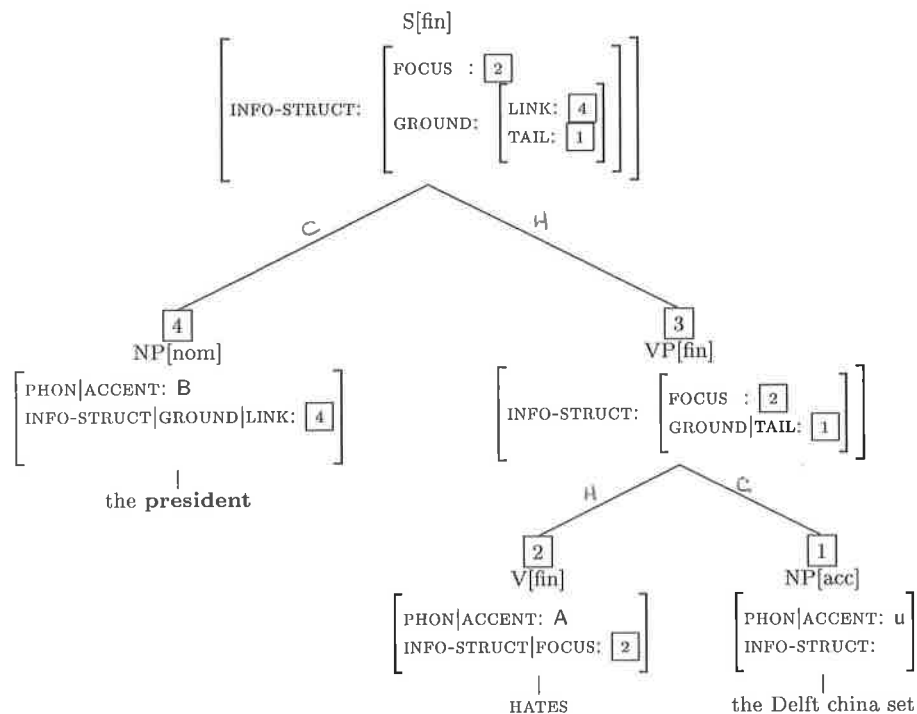 S[fin]
FOCUS : 2
INFO-STRUCT:
GROUND:
LINK: 4
TAIL: 1
C H
4
NP[nom]
PHON|ACCENT: B
INFO-STRUCT|GROUND|LINK: 4
the president
3
VP[fin]
INFO-STRUCT:
FOCUS : 2
GROUND|TAIL: 1
H C
2
V[fin]
PHON|ACCENT: A
INFO-STRUCT|FOCUS: 2
HATES
1
NP[acc]
PHON|ACCENT: u
INFO-STRUCT:
the Delft china set